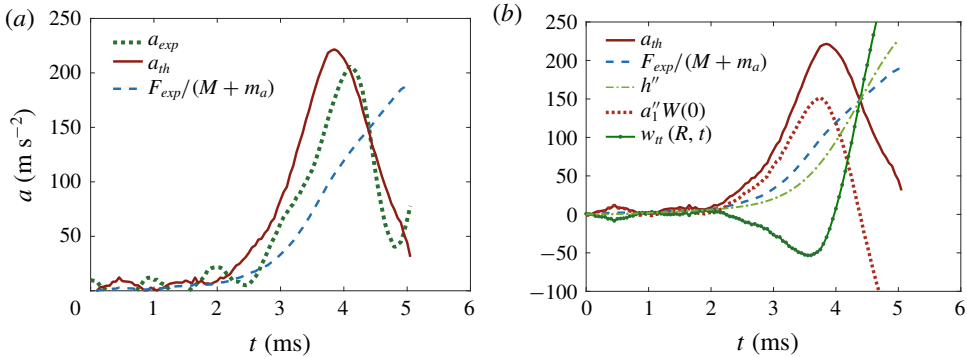 (a)
250
200
150
100
50
0
1
2
3
4
5
6
a (m s⁻²)
t (ms)
a_exp
a_th
F_exp/(M + m_a)
(b)
250
200
150
100
50
0
−50
−100
0
1
2
3
4
5
6
t (ms)
a_th
F_exp/(M + m_a)
h″
a″₁W(0)
w_tt (R, t)